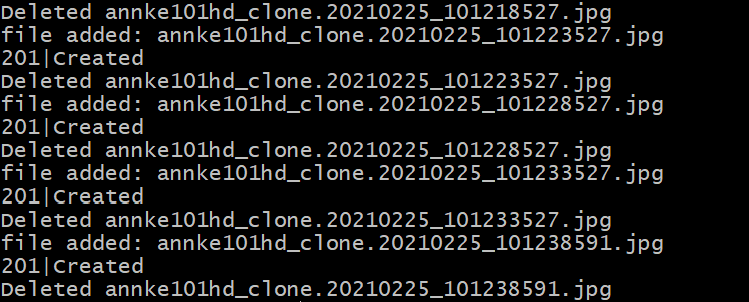 Deleted annke101hd_clone.20210225_101218527.jpg
file added: annke101hd_clone.20210225_101223527.jpg
201|Created
Deleted annke101hd_clone.20210225_101223527.jpg
file added: annke101hd_clone.20210225_101228527.jpg
201|Created
Deleted annke101hd_clone.20210225_101228527.jpg
file added: annke101hd_clone.20210225_101233527.jpg
201|Created
Deleted annke101hd_clone.20210225_101233527.jpg
file added: annke101hd_clone.20210225_101238591.jpg
201|Created
Deleted annke101hd_clone.20210225_101238591.jpg